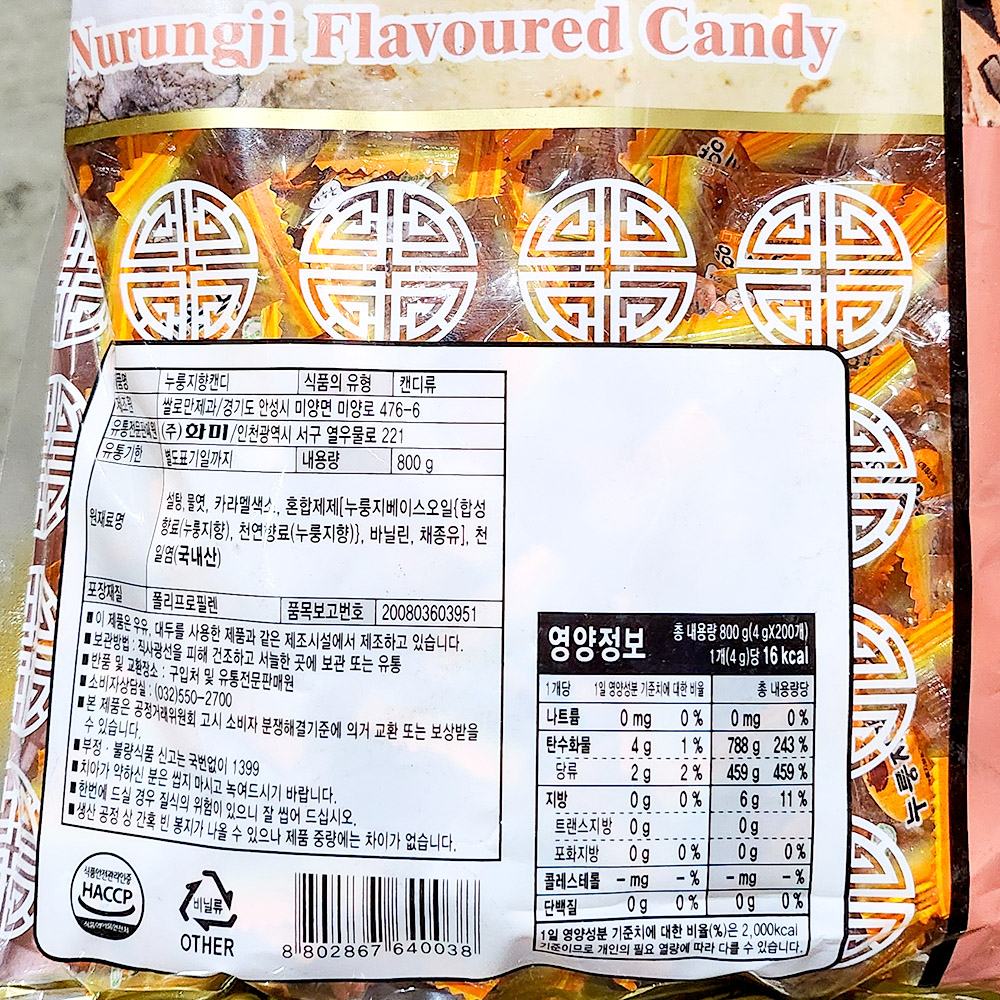 Nurungji Flavoured Candy
누룽지향캔디 식품의 유형 캔디류
쌀로만제과/경기도 안성시 미양면 미양로 476-6
유통전문판매원 (주)화미/인천광역시 서구 열우물로 221
유통기한 별도표기일까지 내용량 800 g
원재료명
설탕, 물엿, 카라멜색소, 혼합제제[누룽지베이스오일{합성
향료(누룽지향), 천연향료(누룽지향)}, 바닐린, 채종유], 천
일염(국내산)
포장재질 폴리프로필렌 품목보고번호 200803603951
■이 제품은 우유, 대두를 사용한 제품과 같은 제조시설에서 제조하고 있습니다.
■보관방법 : 직사광선을 피해 건조하고 서늘한 곳에 보관 또는 유통
■반품 및 교환장소 : 구입처 및 유통전문판매원
■소비자상담실 : (032)550-2700
■본 제품은 공정거래위원회 고시 소비자 분쟁해결기준에 의거 교환 또는 보상받을
수 있습니다.
■부정 · 불량식품 신고는 국번없이 1399
■치아가 약하신 분은 씹지 마시고 녹여드시기 바랍니다.
■한번에 드실 경우 질식의 위험이 있으니 잘 씹어 드십시오.
■생산 공정 상 간혹 빈 봉지가 나올 수 있으나 제품 중량에는 차이가 없습니다.
영양정보
총 내용량 800 g(4 gX200개)
1개(4 g)당 16 kcal
1개당 1일 영양성분 기준치에 대한 비율 총 내용량당
나트륨 0 mg 0 % 0 mg 0 %
탄수화물 4 g 1 % 788 g 243 %
당류 2 g 2 % 459 g 459 %
지방 0 g 0 % 6 g 11 %
트랜스지방 0 g 0 g
포화지방 0 g 0 % 0 g 0 %
콜레스테롤 - mg - % - mg - %
단백질 0 g 0 % 0 g 0 %
1일 영양성분 기준치에 대한 비율(%)은 2,000kcal
기준이므로 개인의 필요 열량에 따라 다를 수 있습니다.
식품안전관리인증
HACCP
비닐류
OTHER
8 802867 640038
누룽지